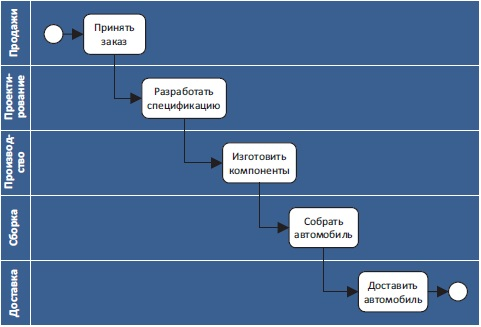 Продажи
Принять
заказ
Проекти-
рование
Разработать
спецификацию
Производ-
ство
Изготовить
компоненты
Сборка
Собрать
автомобиль
Доставка
Доставить
автомобиль